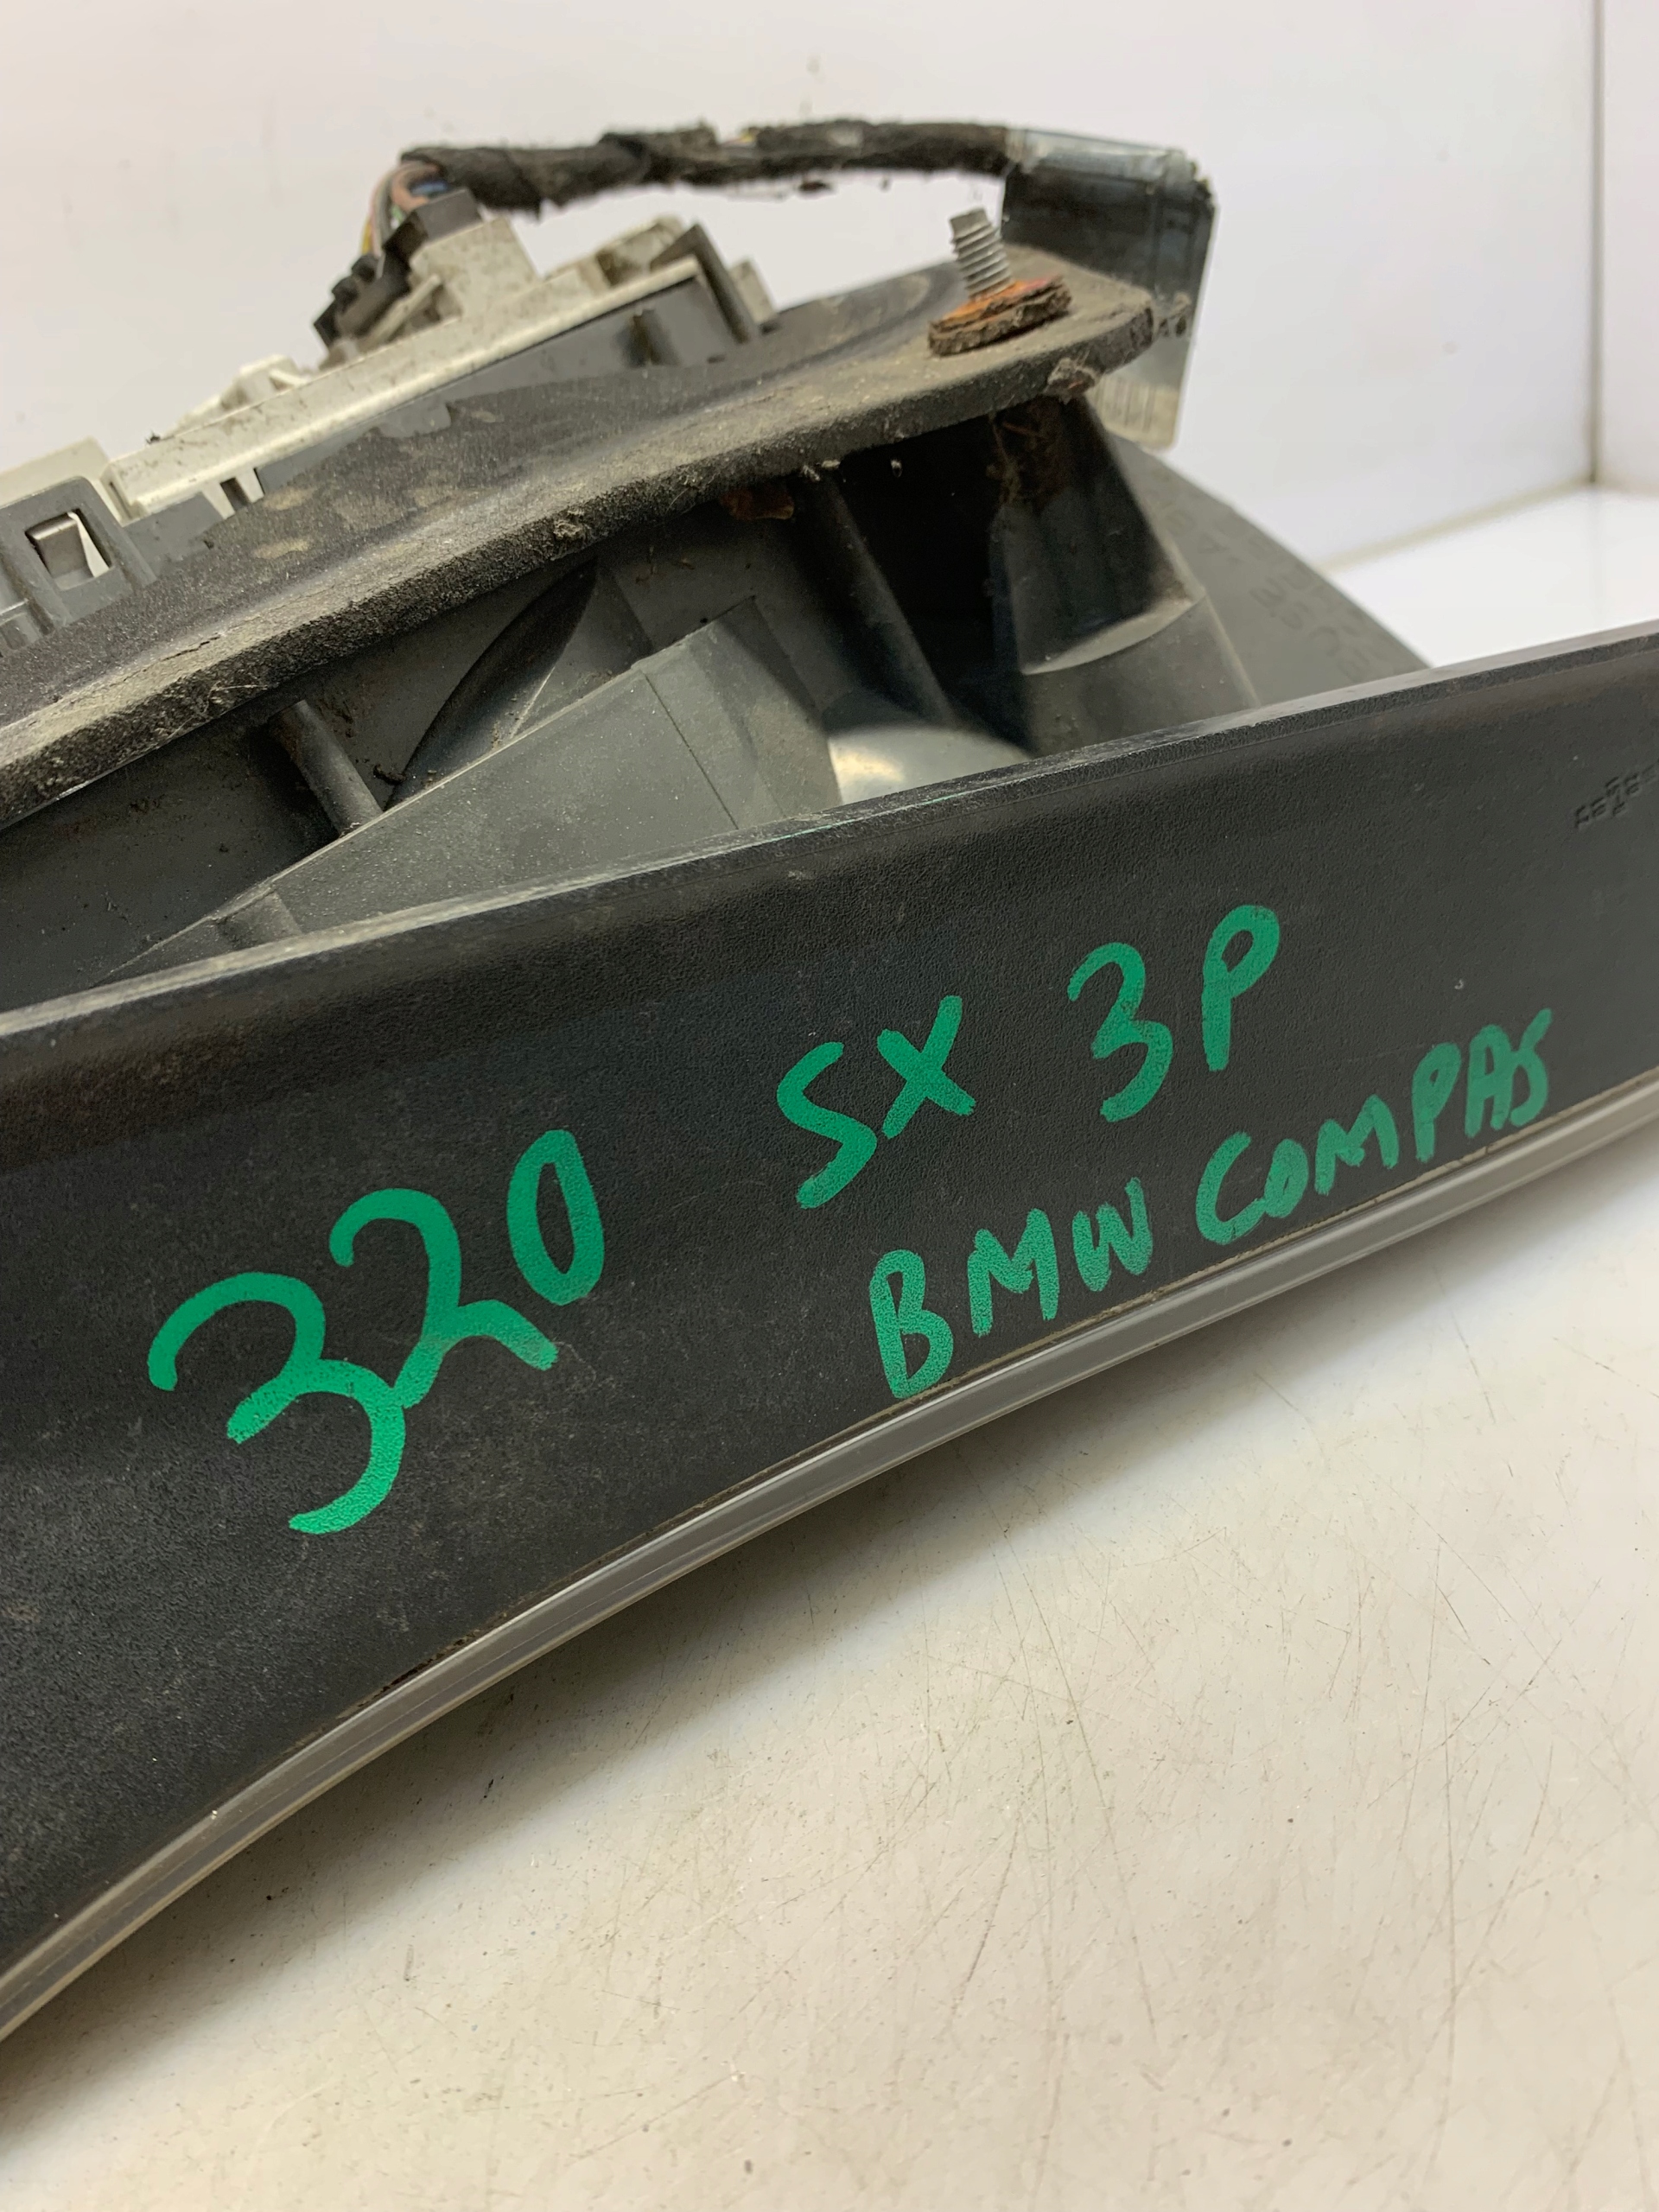 320 SX 3P
BMW COMPAS